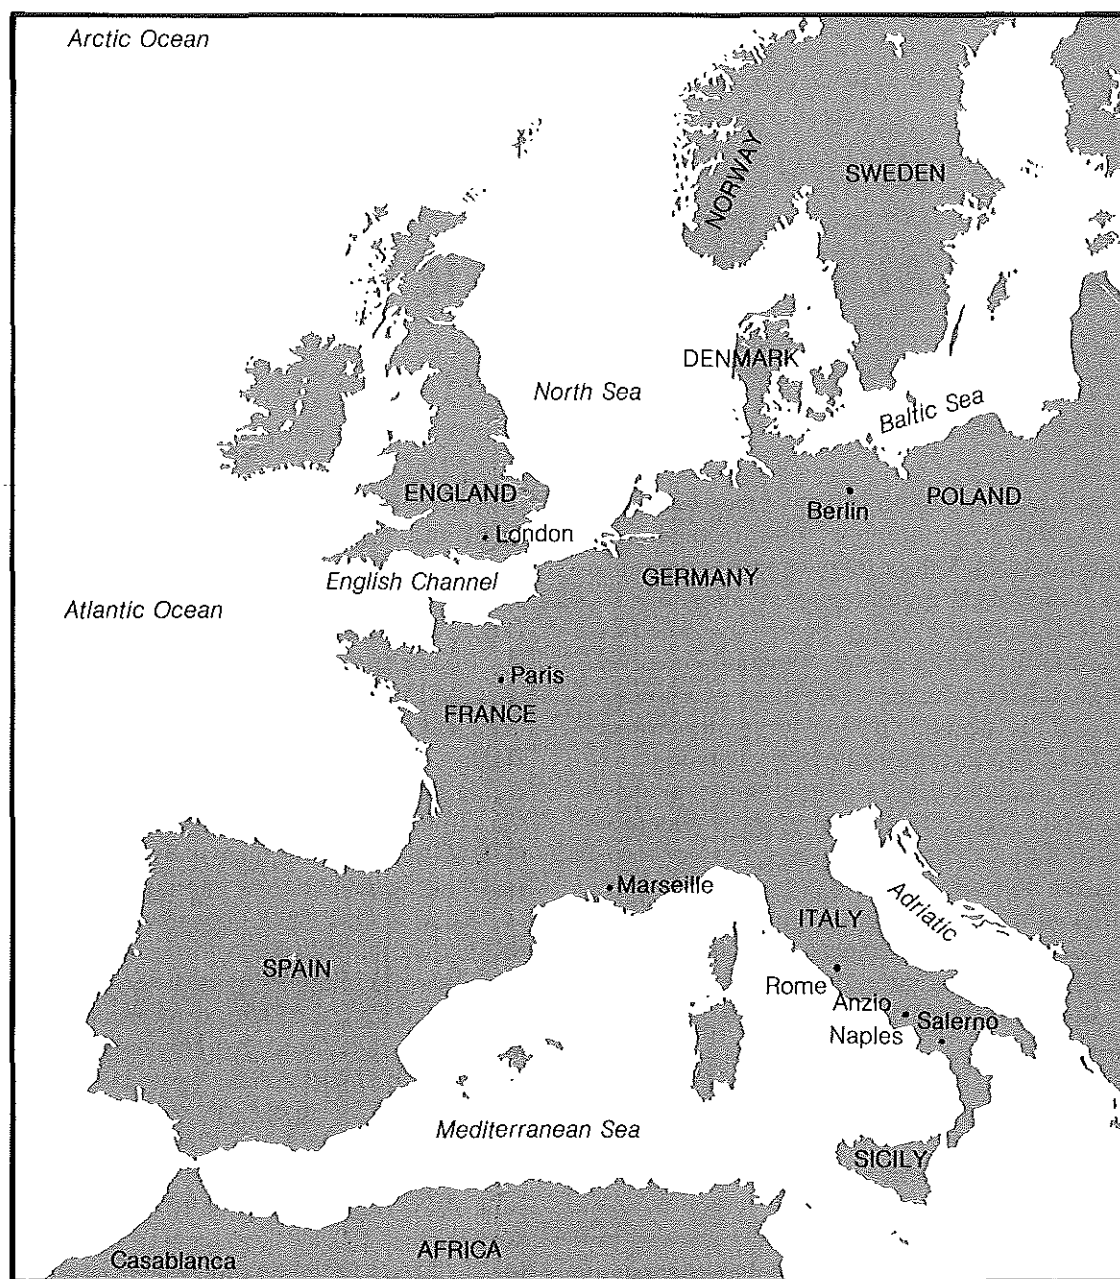 Arctic Ocean
NORWAY
SWEDEN
DENMARK
North Sea
Baltic Sea
ENGLAND
POLAND
Berlin
London
English Channel
GERMANY
Atlantic Ocean
Paris
FRANCE
Marseille
Adriatic
ITALY
SPAIN
Rome
Anzio
Salerno
Naples
Mediterranean Sea
SICILY
AFRICA
Casablanca